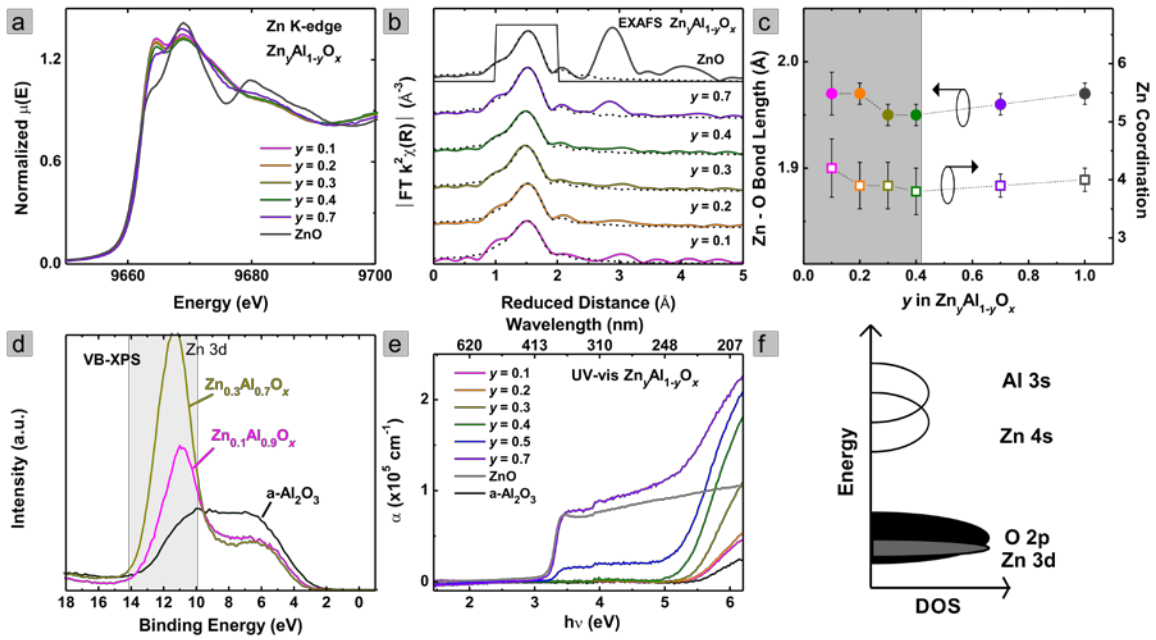 a
Zn K-edge
ZnyAl1-yOx
Normalized μ(E)
1.2
0.6
0.0
y = 0.1
y = 0.2
y = 0.3
y = 0.4
y = 0.7
ZnO
9660
9680
9700
Energy (eV)
b
EXAFS ZnyAl1-yOx
|FT k²χ(R)| (Å-3)
ZnO
y = 0.7
y = 0.4
y = 0.3
y = 0.2
y = 0.1
0 1 2 3 4 5
Reduced Distance (Å)
c
Zn - O Bond Length (Å)
2.0
1.9
Zn Coordination
6
5
4
3
0.0 0.2 0.4 0.6 0.8 1.0
y in ZnyAl1-yOx
d
VB-XPS
Zn 3d
Zn0.3Al0.7Ox
Zn0.1Al0.9Ox
a-Al2O3
Intensity (a.u.)
18 16 14 12 10 8 6 4 2 0
Binding Energy (eV)
e
Wavelength (nm)
620 413 310 248 207
UV-vis ZnyAl1-yOx
y = 0.1
y = 0.2
y = 0.3
y = 0.4
y = 0.5
y = 0.7
ZnO
a-Al2O3
α (x10⁵ cm⁻¹)
2
1
0
2 3 4 5 6
hν (eV)
f
Energy
Al 3s
Zn 4s
O 2p
Zn 3d
DOS